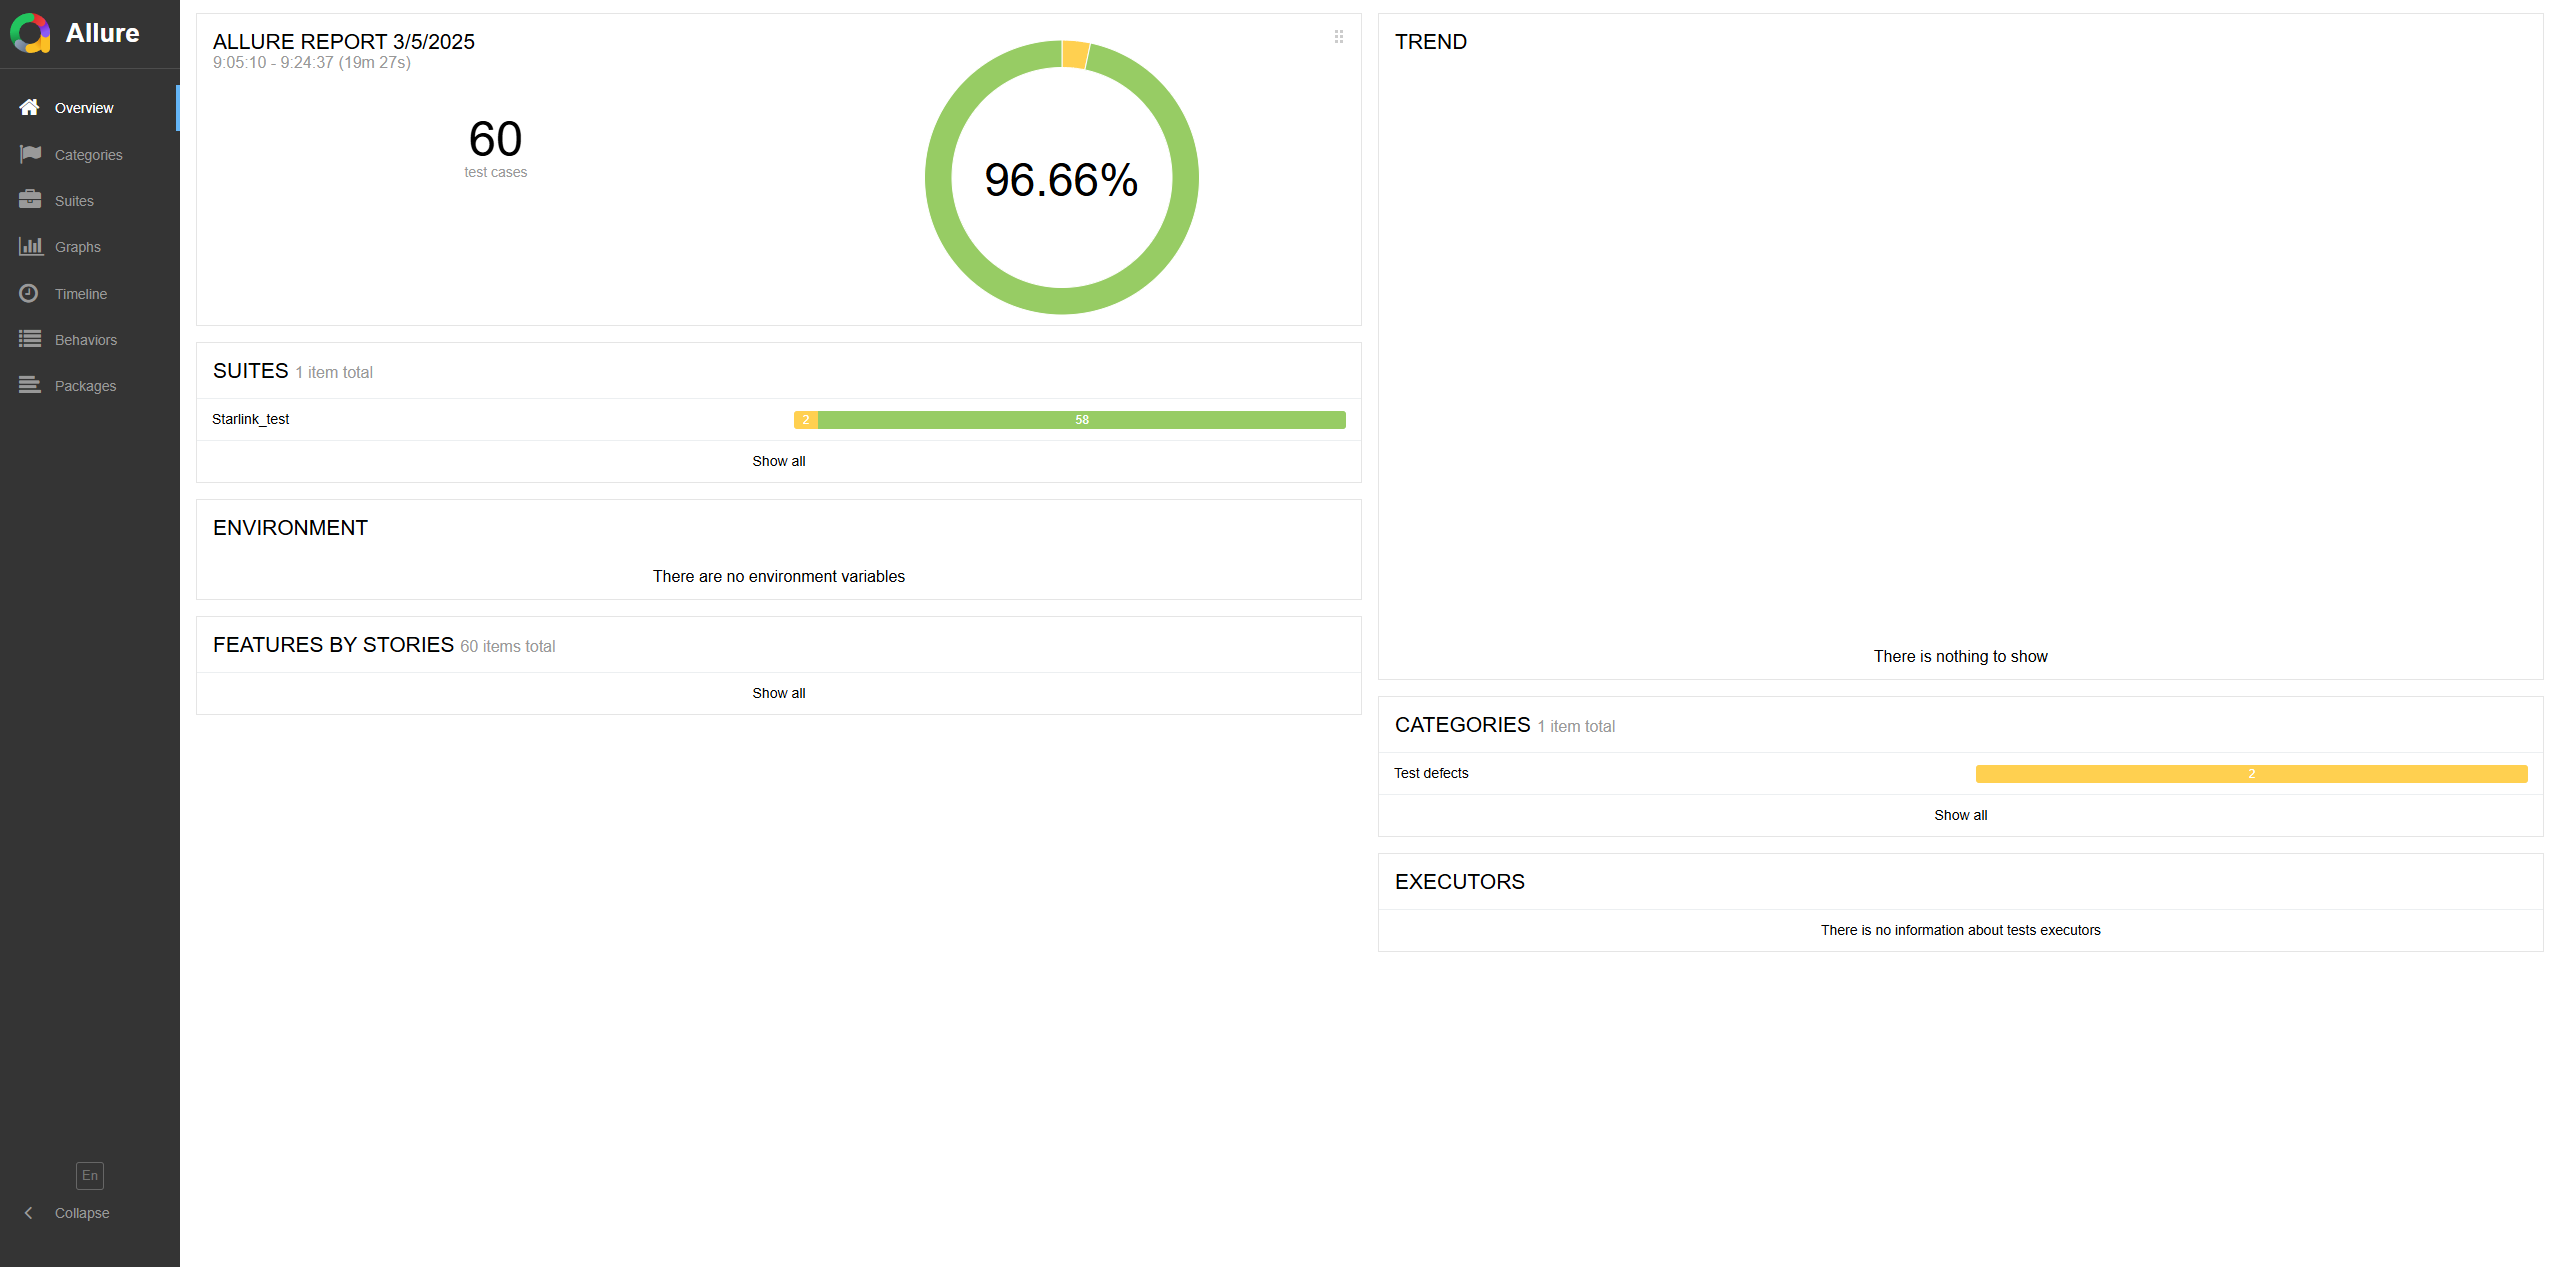 Allure
Overview
Categories
Suites
Graphs
Timeline
Behaviors
Packages
En
Collapse
ALLURE REPORT 3/5/2025
9:05:10 - 9:24:37 (19m 27s)
60
test cases
96.66%
SUITES 1 item total
Starlink_test 2 58
Show all
ENVIRONMENT
There are no environment variables
FEATURES BY STORIES 60 items total
Show all
TREND
There is nothing to show
CATEGORIES 1 item total
Test defects 2
Show all
EXECUTORS
There is no information about tests executors